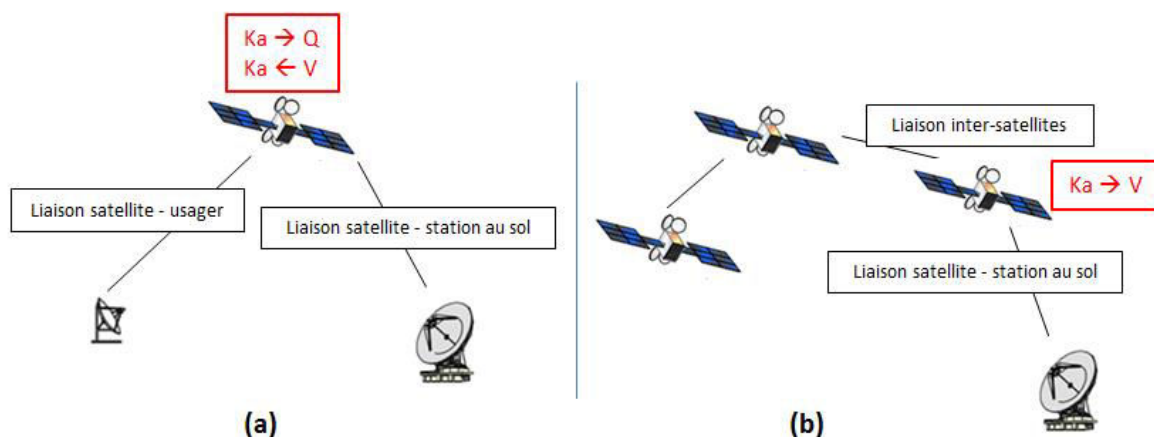 Ka → Q
Ka ← V
Liaison satellite - usager
Liaison satellite - station au sol
(a)
Liaison inter-satellites
Ka → V
Liaison satellite - station au sol
(b)